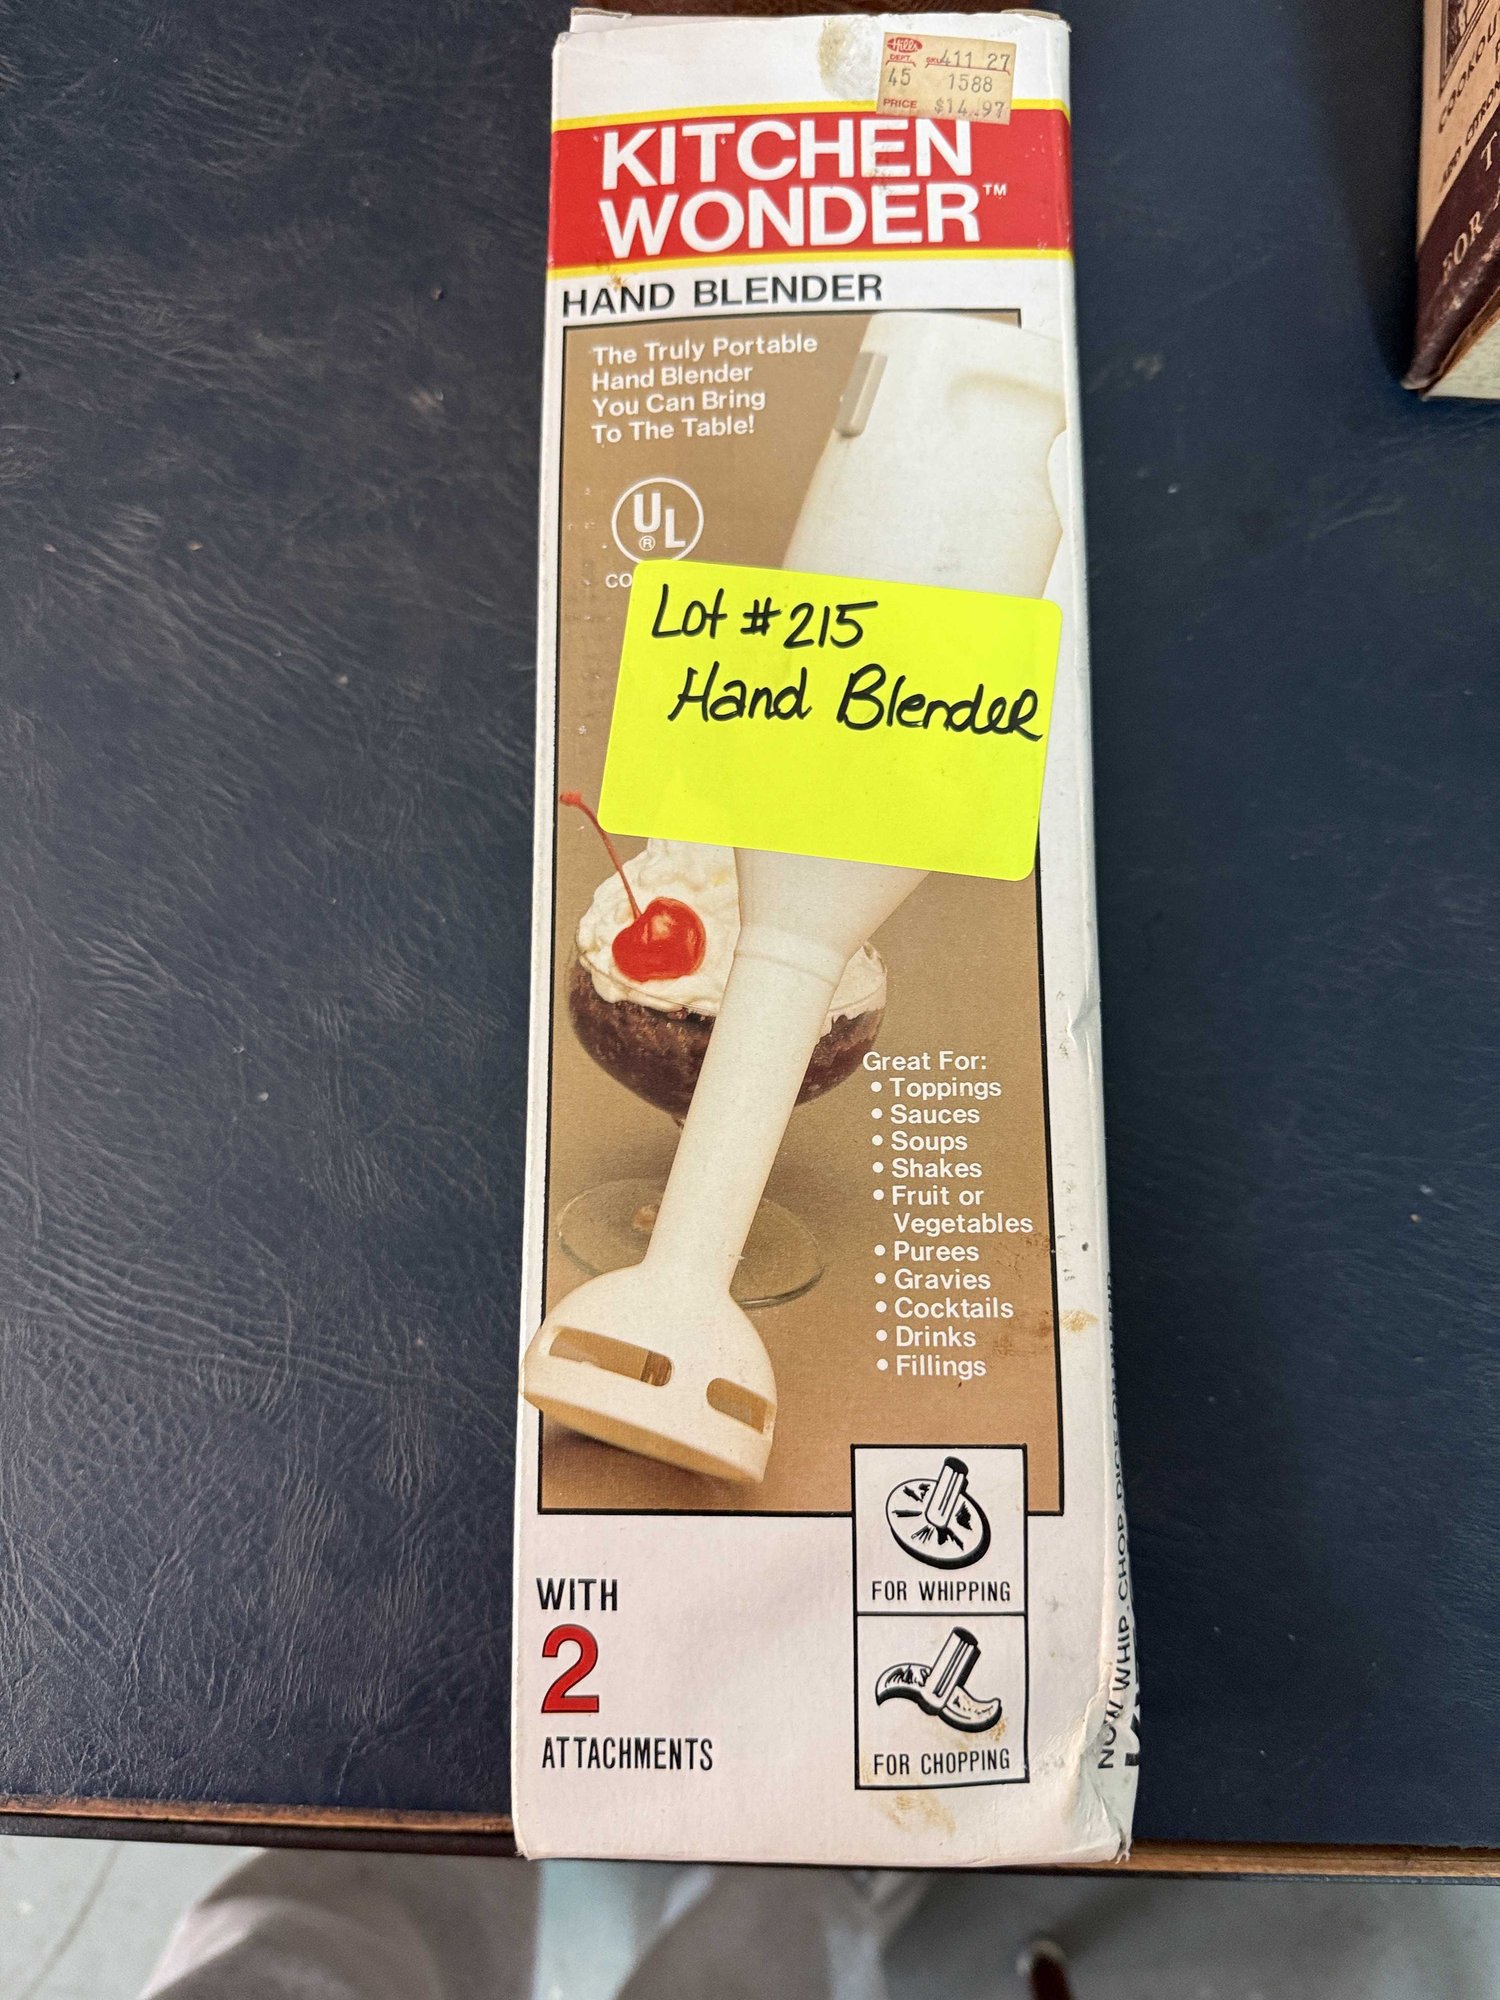 Hills
DEPT. SKU 411 27
45 1588
PRICE $14.97
KITCHEN
WONDER™
HAND BLENDER
The Truly Portable
Hand Blender
You Can Bring
To The Table!
UL
®
Lot #215
Hand Blender
Great For:
• Toppings
• Sauces
• Soups
• Shakes
• Fruit or
Vegetables
• Purees
• Gravies
• Cocktails
• Drinks
• Fillings
FOR WHIPPING
WITH
2
ATTACHMENTS
FOR CHOPPING
NOW WHIP, CHOP, DICE
FOR